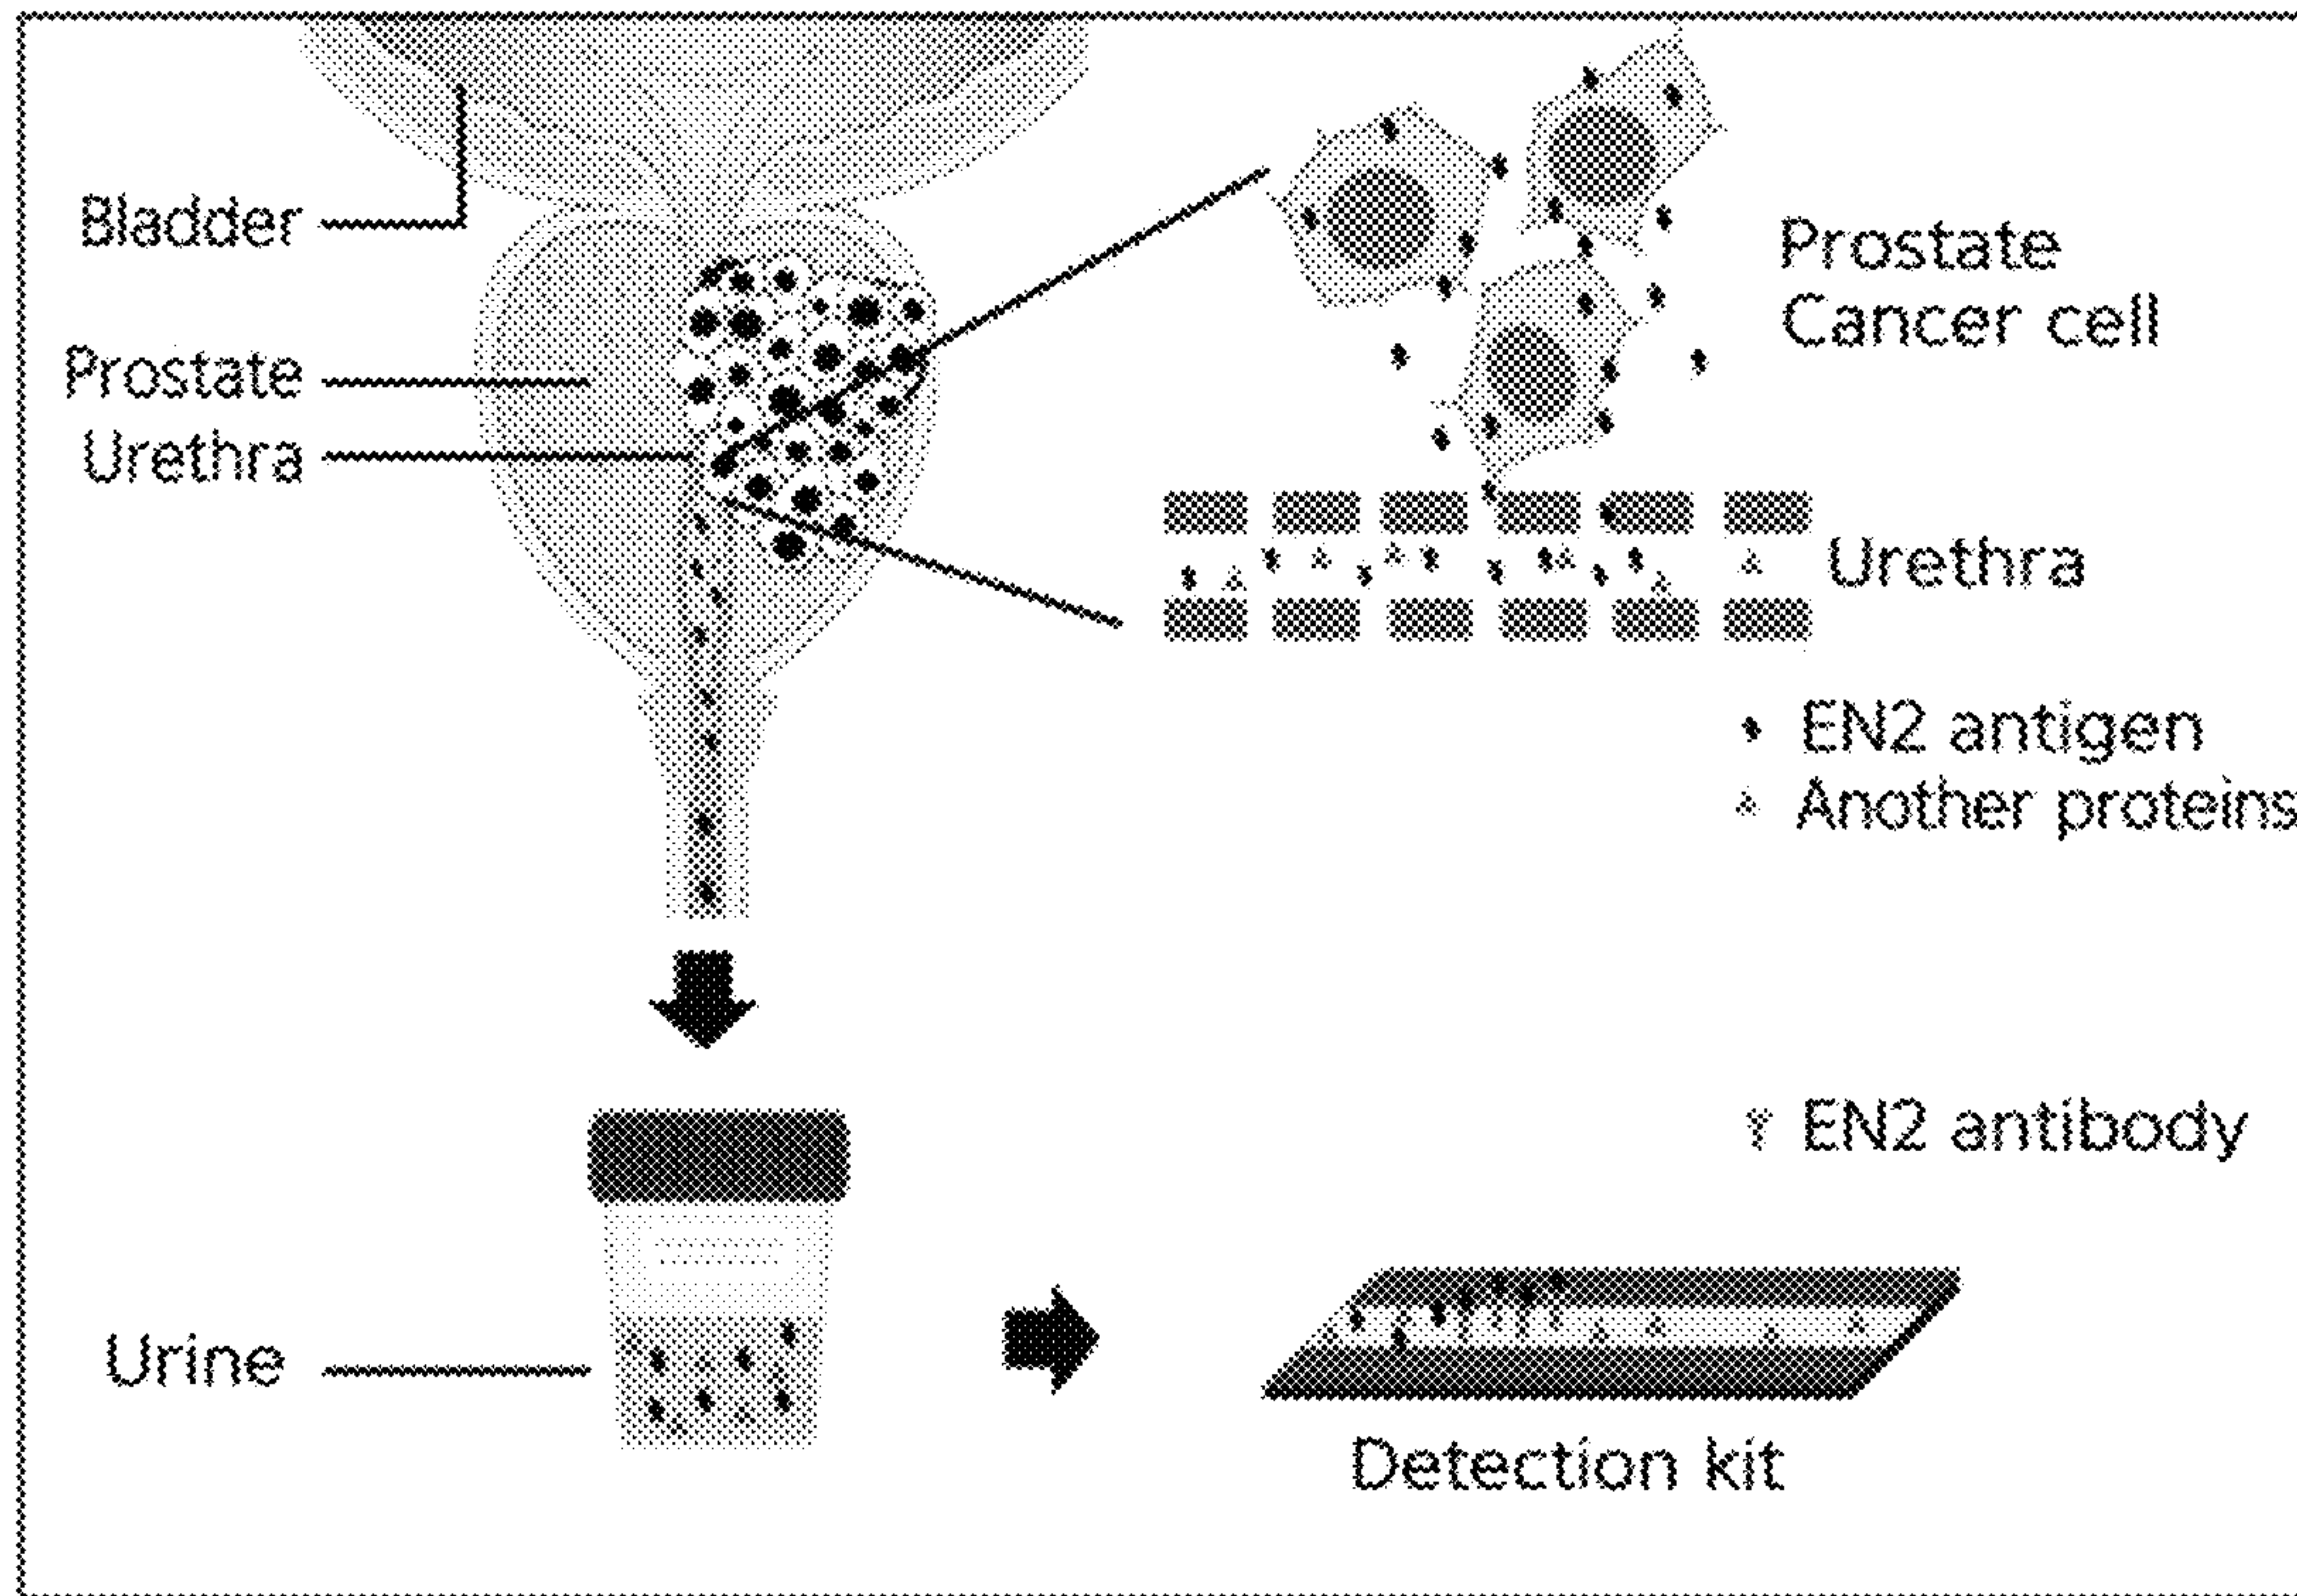 Bladder
Prostate
Urethra
Prostate
Cancer cell
Urethra
EN2 antigen
Another proteins
EN2 antibody
Urine
Detection kit